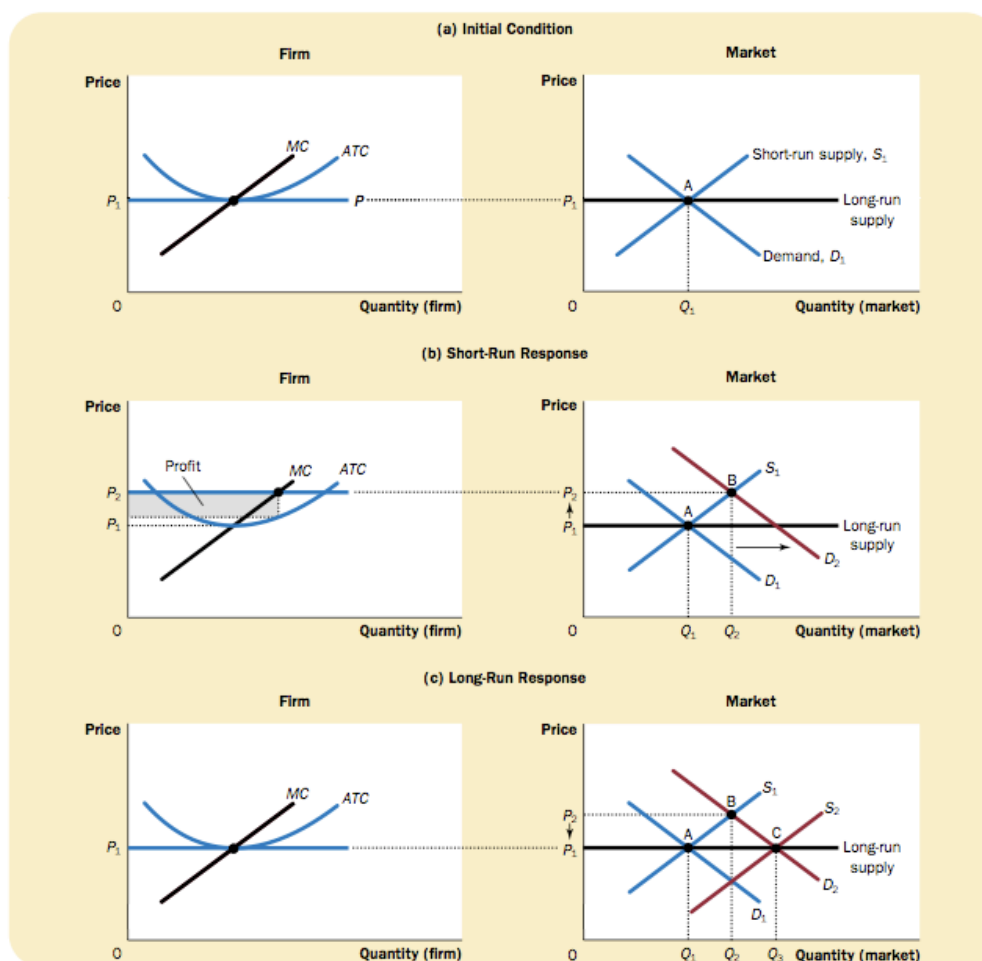 (a) Initial Condition
Firm
Market
Price
MC
ATC
P₁
P
0
Quantity (firm)
Price
Short-run supply, S₁
A
P₁
Long-run
supply
Demand, D₁
0
Q₁
Quantity (market)
(b) Short-Run Response
Firm
Market
Price
Profit
MC
ATC
P₂
P₁
0
Quantity (firm)
Price
S₁
B
P₂
A
P₁
Long-run
supply
D₂
D₁
0
Q₁
Q₂
Quantity (market)
(c) Long-Run Response
Firm
Market
Price
MC
ATC
P₁
0
Quantity (firm)
Price
S₁
B
S₂
P₂
A
C
P₁
Long-run
supply
D₂
D₁
0
Q₁
Q₂
Q₃
Quantity (market)